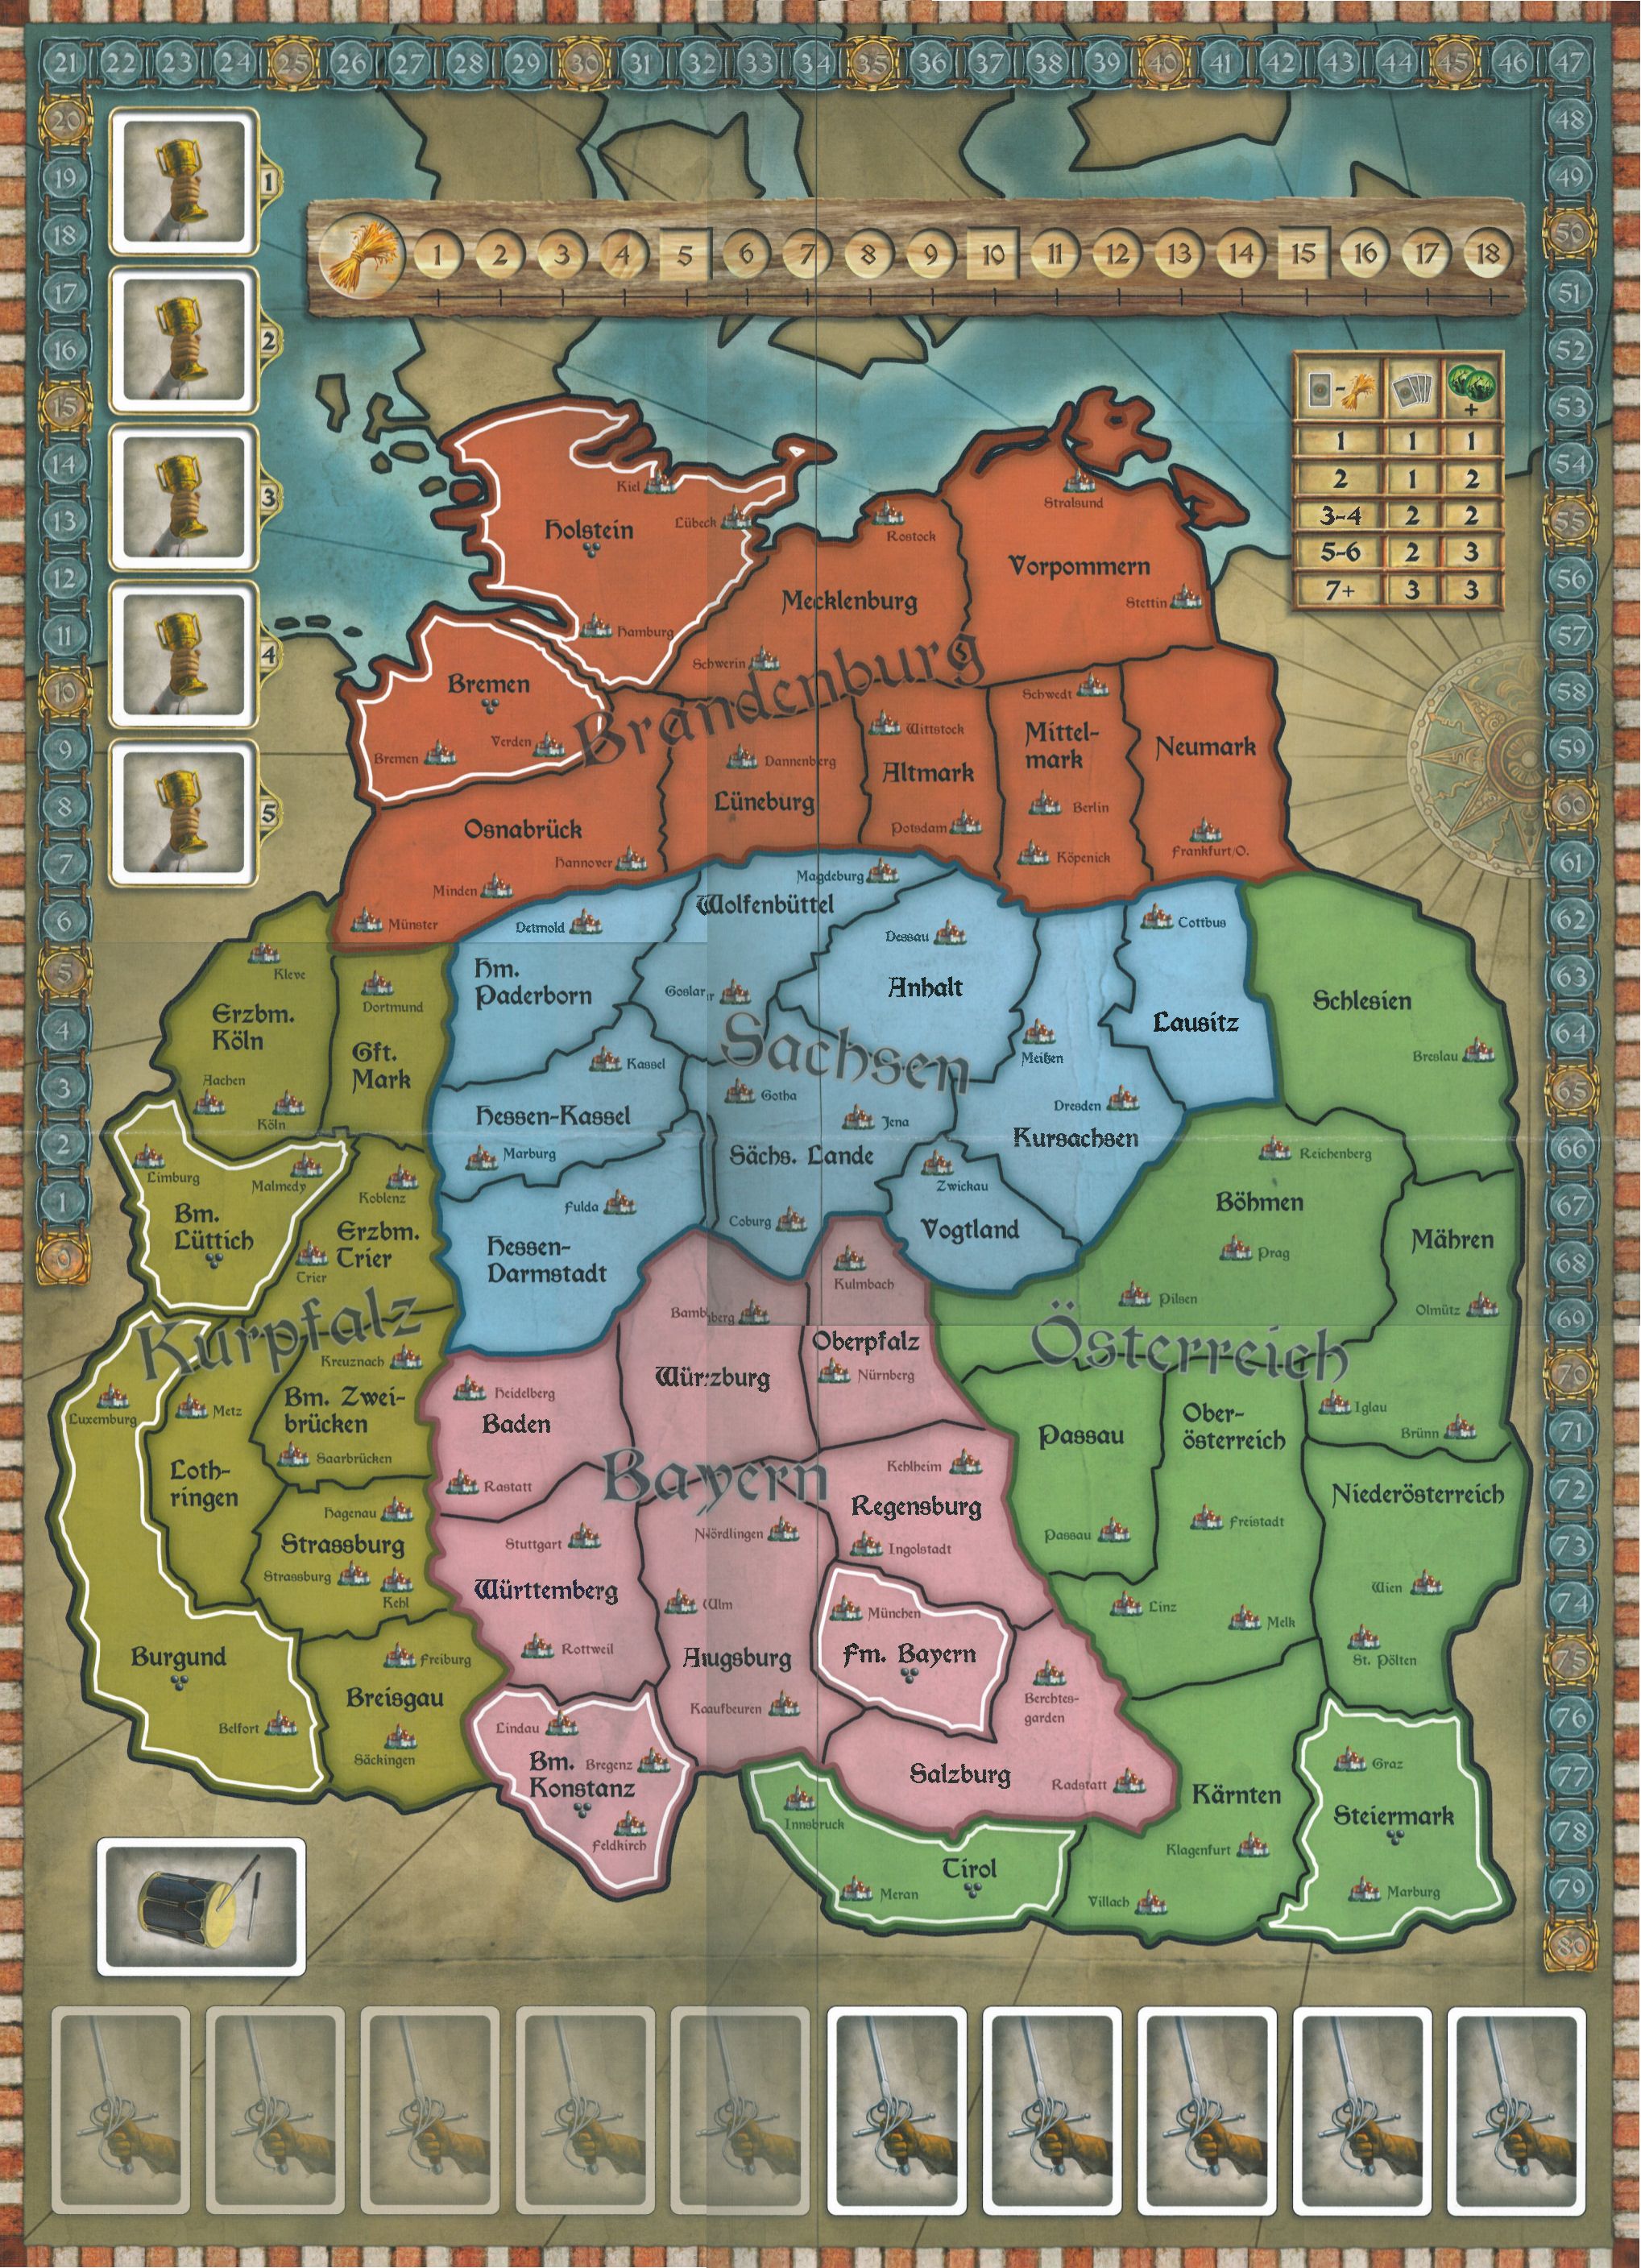 21 22 23 24 25 26 27 28 29 30 31 32 33 34 35 36 37 38 39 40 41 42 43 44 45 46 47
20
19
18
17
16
15
14
13
12
11
10
9
8
7
6
5
4
3
2
1
0
48
49
50
51
52
53
54
55
56
57
58
59
60
61
62
63
64
65
66
67
68
69
70
71
72
73
74
75
76
77
78
79
80
1
2
3
4
5
1 2 3 4 5 6 7 8 9 10 11 12 13 14 15 16 17 18
-
+
1 1 1
2 1 2
3-4 2 2
5-6 2 3
7+ 3 3
Brandenburg
Kiel
Lübeck
Holstein
Hamburg
Rostock
Mecklenburg
Schwerin
Stralsund
Vorpommern
Stettin
Bremen
Verden
Bremen
Osnabrück
Hannover
Minden
Münster
Dannenberg
Lüneburg
Wittstock
Altmark
Potsdam
Schwedt
Mittel-
mark
Berlin
Köpenick
Neumark
Frankfurt/O.
Sachsen
Detmold
Hm.
Paderborn
Magdeburg
Wolfenbüttel
Goslar
Dessau
Anhalt
Cottbus
Lausitz
Meißen
Dresden
Kursachsen
Kassel
Hessen-Kassel
Marburg
Gotha
Jena
Sächs. Lande
Coburg
Zwickau
Vogtland
Fulda
Hessen-
Darmstadt
Kurpfalz
Kleve
Erzbm.
Köln
Aachen
Köln
Dortmund
Gft.
Mark
Limburg
Malmedy
Bm.
Lüttich
Koblenz
Erzbm.
Trier
Trier
Kreuznach
Bm. Zwei-
brücken
Saarbrücken
Luxemburg
Metz
Loth-
ringen
Hagenau
Strassburg
Strassburg
Kehl
Burgund
Belfort
Freiburg
Breisgau
Säckingen
Bayern
Kulmbach
Oberpfalz
Nürnberg
Bamb berg
Würzburg
Heidelberg
Baden
Rastatt
Kehlheim
Regensburg
Ingolstadt
Stuttgart
Württemberg
Rottweil
Nördlingen
Ulm
Augsburg
Kaufbeuren
München
Fm. Bayern
Berchtes-
garden
Salzburg
Radstatt
Lindau
Bm.
Konstanz
Bregenz
Feldkirch
Österreich
Schlesien
Breslau
Reichenberg
Böhmen
Prag
Pilsen
Mähren
Olmütz
Iglau
Brünn
Passau
Passau
Ober-
österreich
Freistadt
Linz
Melk
Niederösterreich
Wien
St. Pölten
Kärnten
Klagenfurt
Villach
Graz
Steiermark
Marburg
Innsbruck
Tirol
Meran